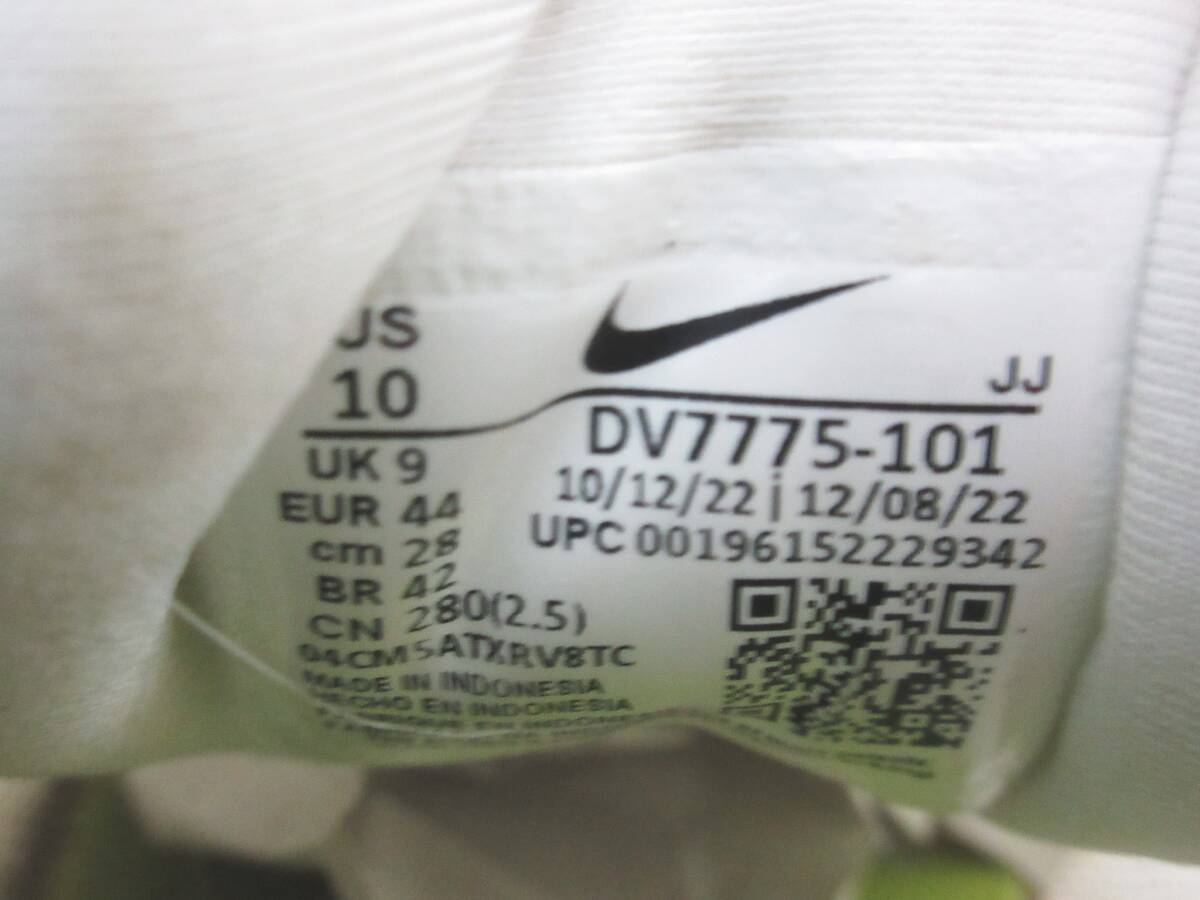 JS
10
JJ
UK 9
EUR 44
cm 28
BR 42
CN 280(2.5)
04CM5ATXRV8TC
MADE IN INDONESIA
HECHO EN INDONESIA
DV7775-101
10/12/22 | 12/08/22
UPC 00196152229342